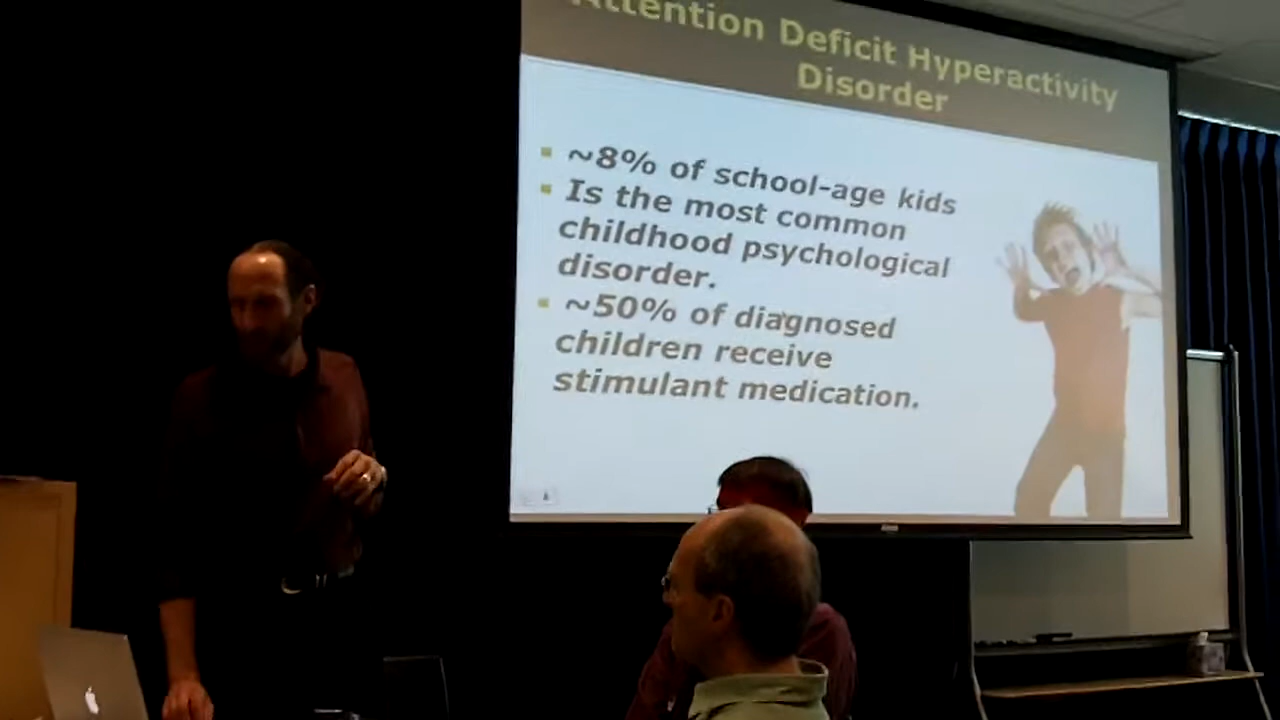 Attention Deficit Hyperactivity
Disorder
~8% of school-age kids
Is the most common
childhood psychological
disorder.
~50% of diagnosed
children receive
stimulant medication.